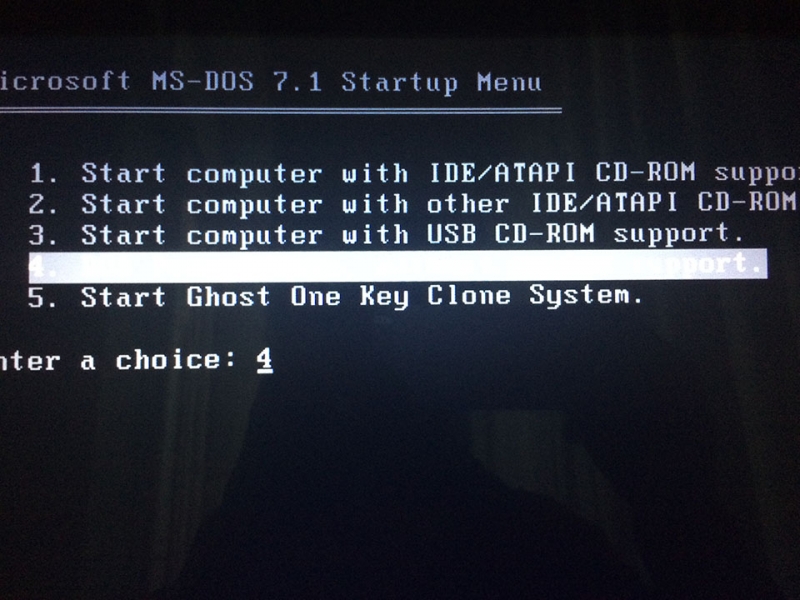 icrosoft MS-DOS 7.1 Startup Menu
1. Start computer with IDE/ATAPI CD-ROM suppo
2. Start computer with other IDE/ATAPI CD-ROM
3. Start computer with USB CD-ROM support.
4. pport.
5. Start Ghost One Key Clone System.
nter a choice: 4